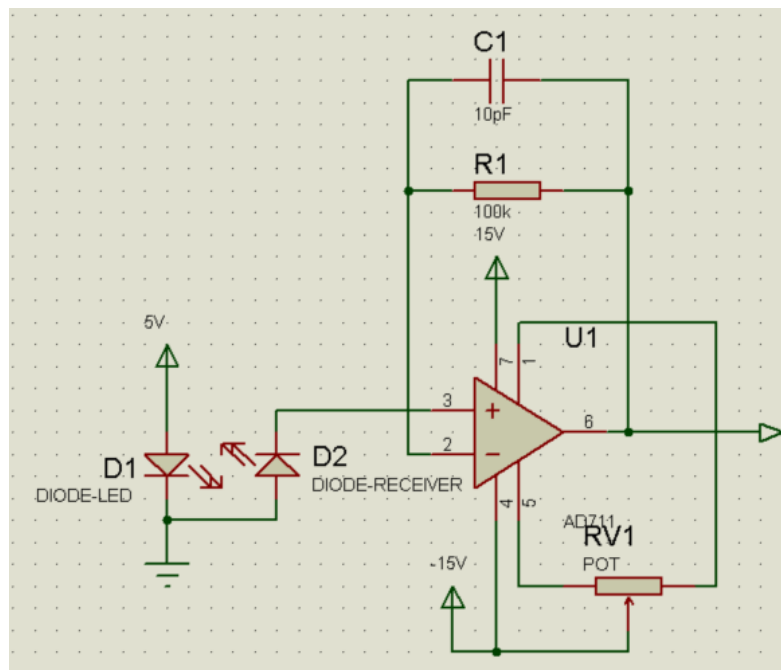 C1
10pF
R1
100k
15V
5V
U1
7
1
3
+
6
2
−
D1
DIODE-LED
D2
DIODE-RECEIVER
4
5
AD711
RV1
POT
-15V